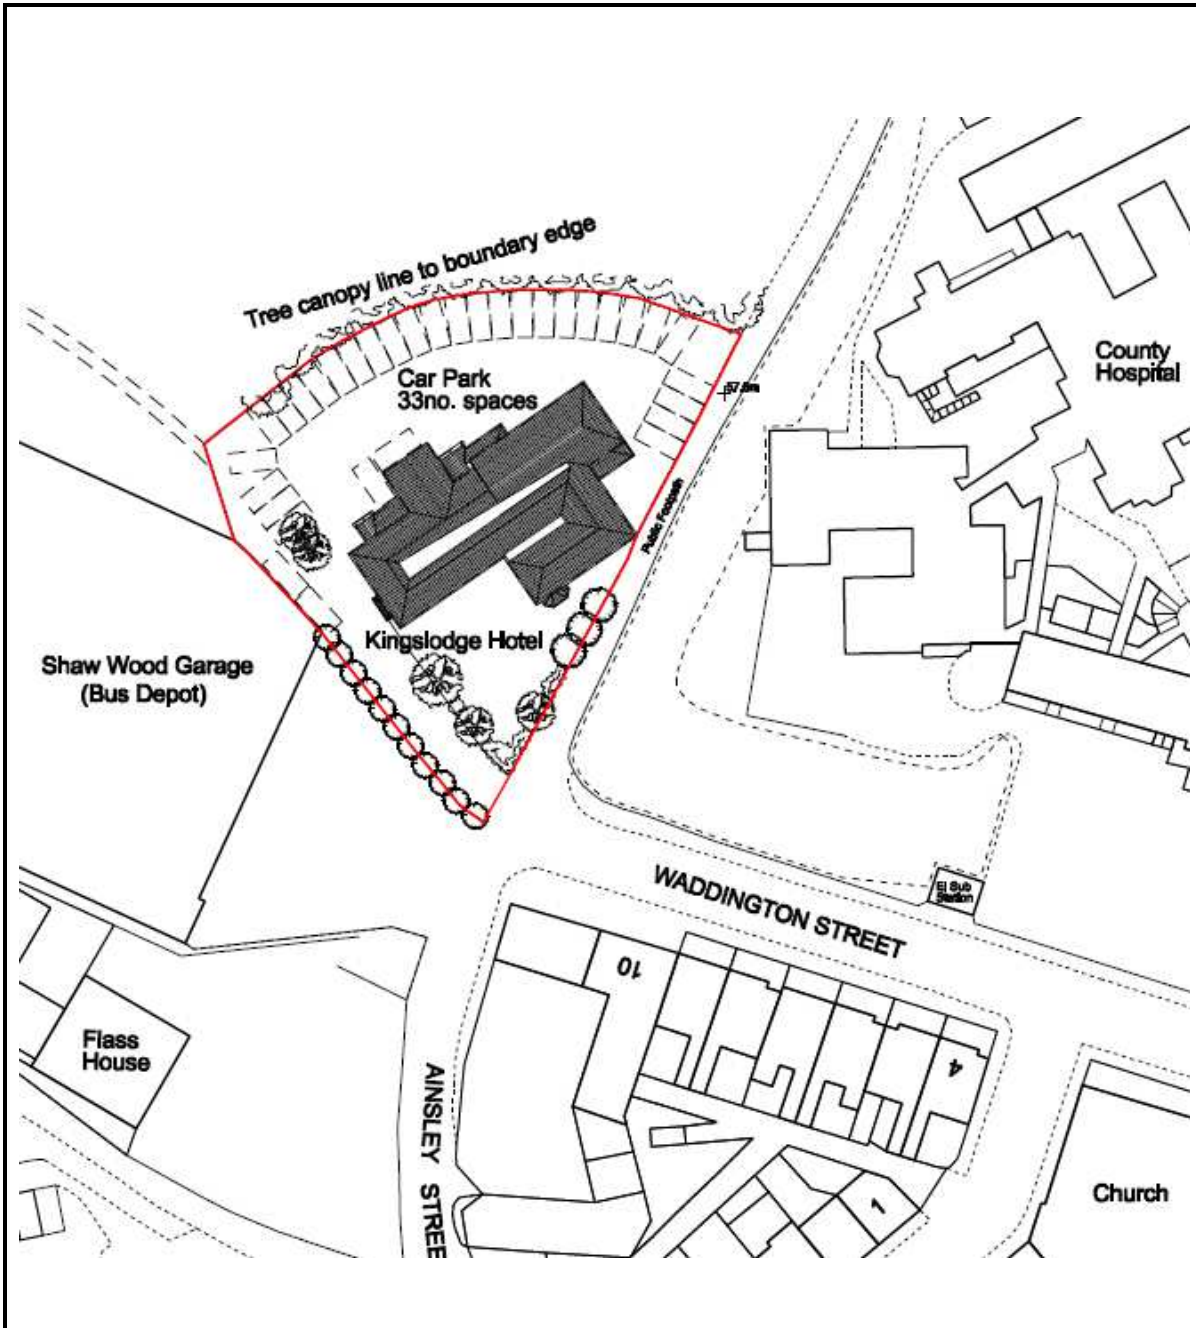 Tree canopy line to boundary edge
County
Hospital
Car Park
33no. spaces
Public Footpath
Kingslodge Hotel
Shaw Wood Garage
(Bus Depot)
WADDINGTON STREET
El Sub
Station
10
4
Flass
House
AINSLEY STREE
Church
1